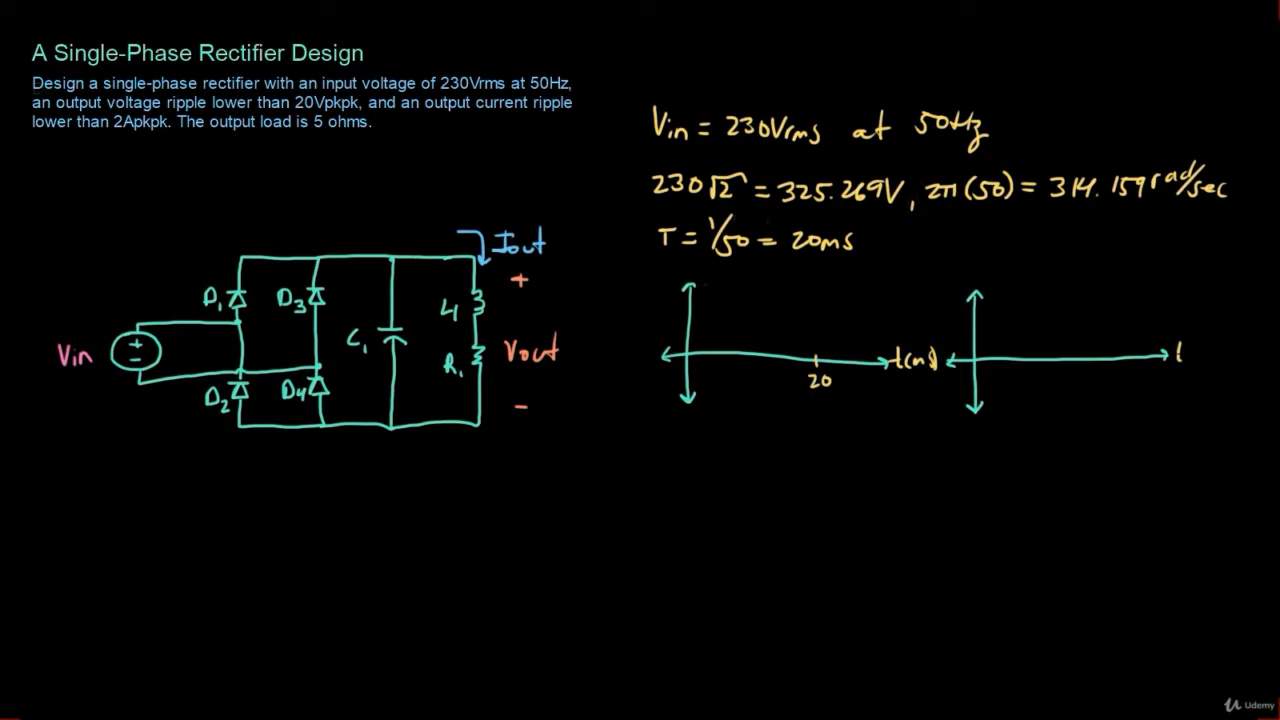 A Single-Phase Rectifier Design
Design a single-phase rectifier with an input voltage of 230Vrms at 50Hz,
an output voltage ripple lower than 20Vpkpk, and an output current ripple
lower than 2Apkpk. The output load is 5 ohms.
Vin = 230Vrms at 50Hz
230√2 = 325.269V, 2π(50) = 314.159 rad/sec
T = 1/50 = 20ms
Iout
+
D1
D3
L1
C1
Vin
+
-
Vout
R1
D2
D4
-
t(ms)
20
t
Udemy